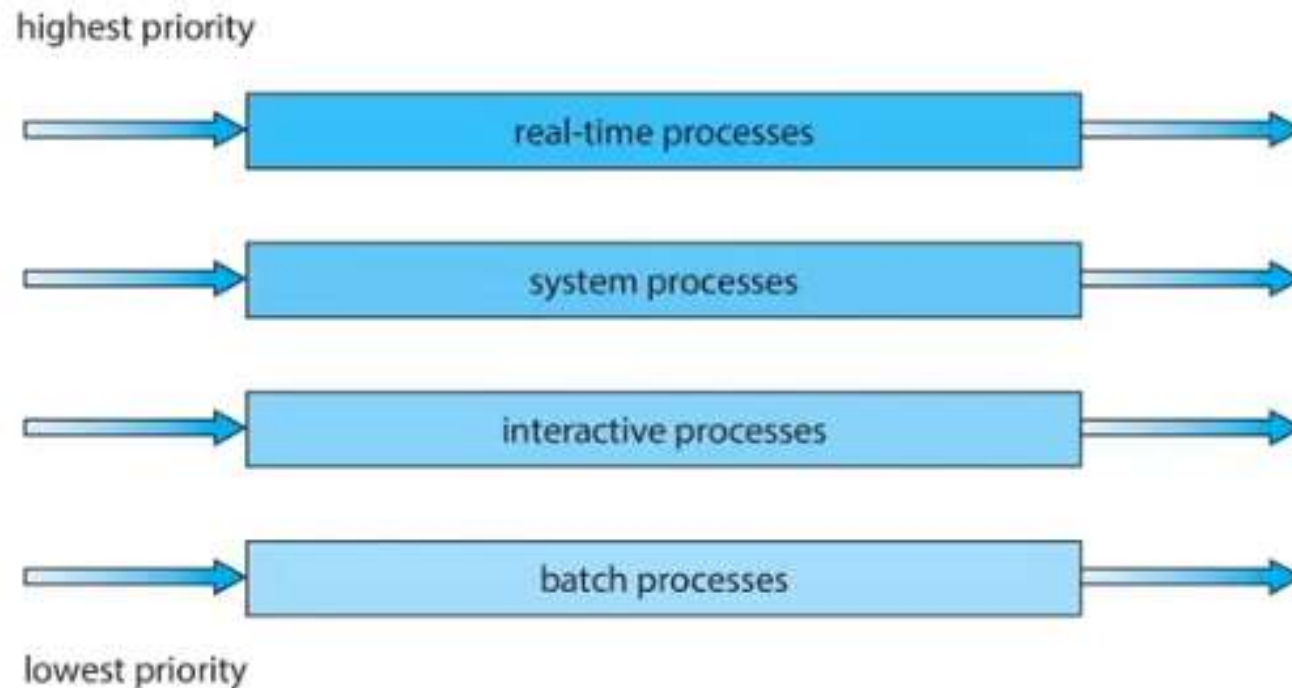 highest priority
real-time processes
system processes
interactive processes
batch processes
lowest priority